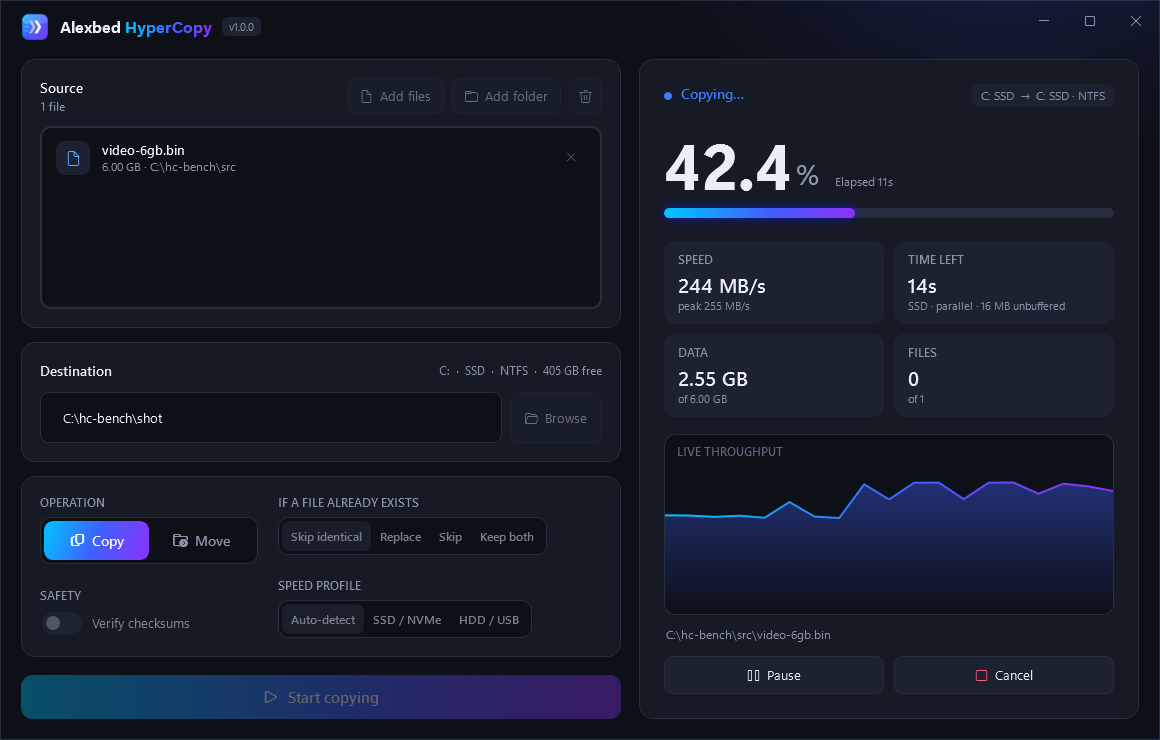 Alexbed HyperCopy v1.0.0
Source
1 file
Add files
Add folder
video-6gb.bin
6.00 GB · C:\hc-bench\src
Destination
C: · SSD · NTFS · 405 GB free
C:\hc-bench\shot
Browse
OPERATION
Copy
Move
IF A FILE ALREADY EXISTS
Skip identical
Replace
Skip
Keep both
SAFETY
Verify checksums
SPEED PROFILE
Auto-detect
SSD / NVMe
HDD / USB
Start copying
Copying...
C: SSD → C: SSD · NTFS
42.4 %
Elapsed 11s
SPEED
244 MB/s
peak 255 MB/s
TIME LEFT
14s
SSD · parallel · 16 MB unbuffered
DATA
2.55 GB
of 6.00 GB
FILES
0
of 1
LIVE THROUGHPUT
C:\hc-bench\src\video-6gb.bin
Pause
Cancel